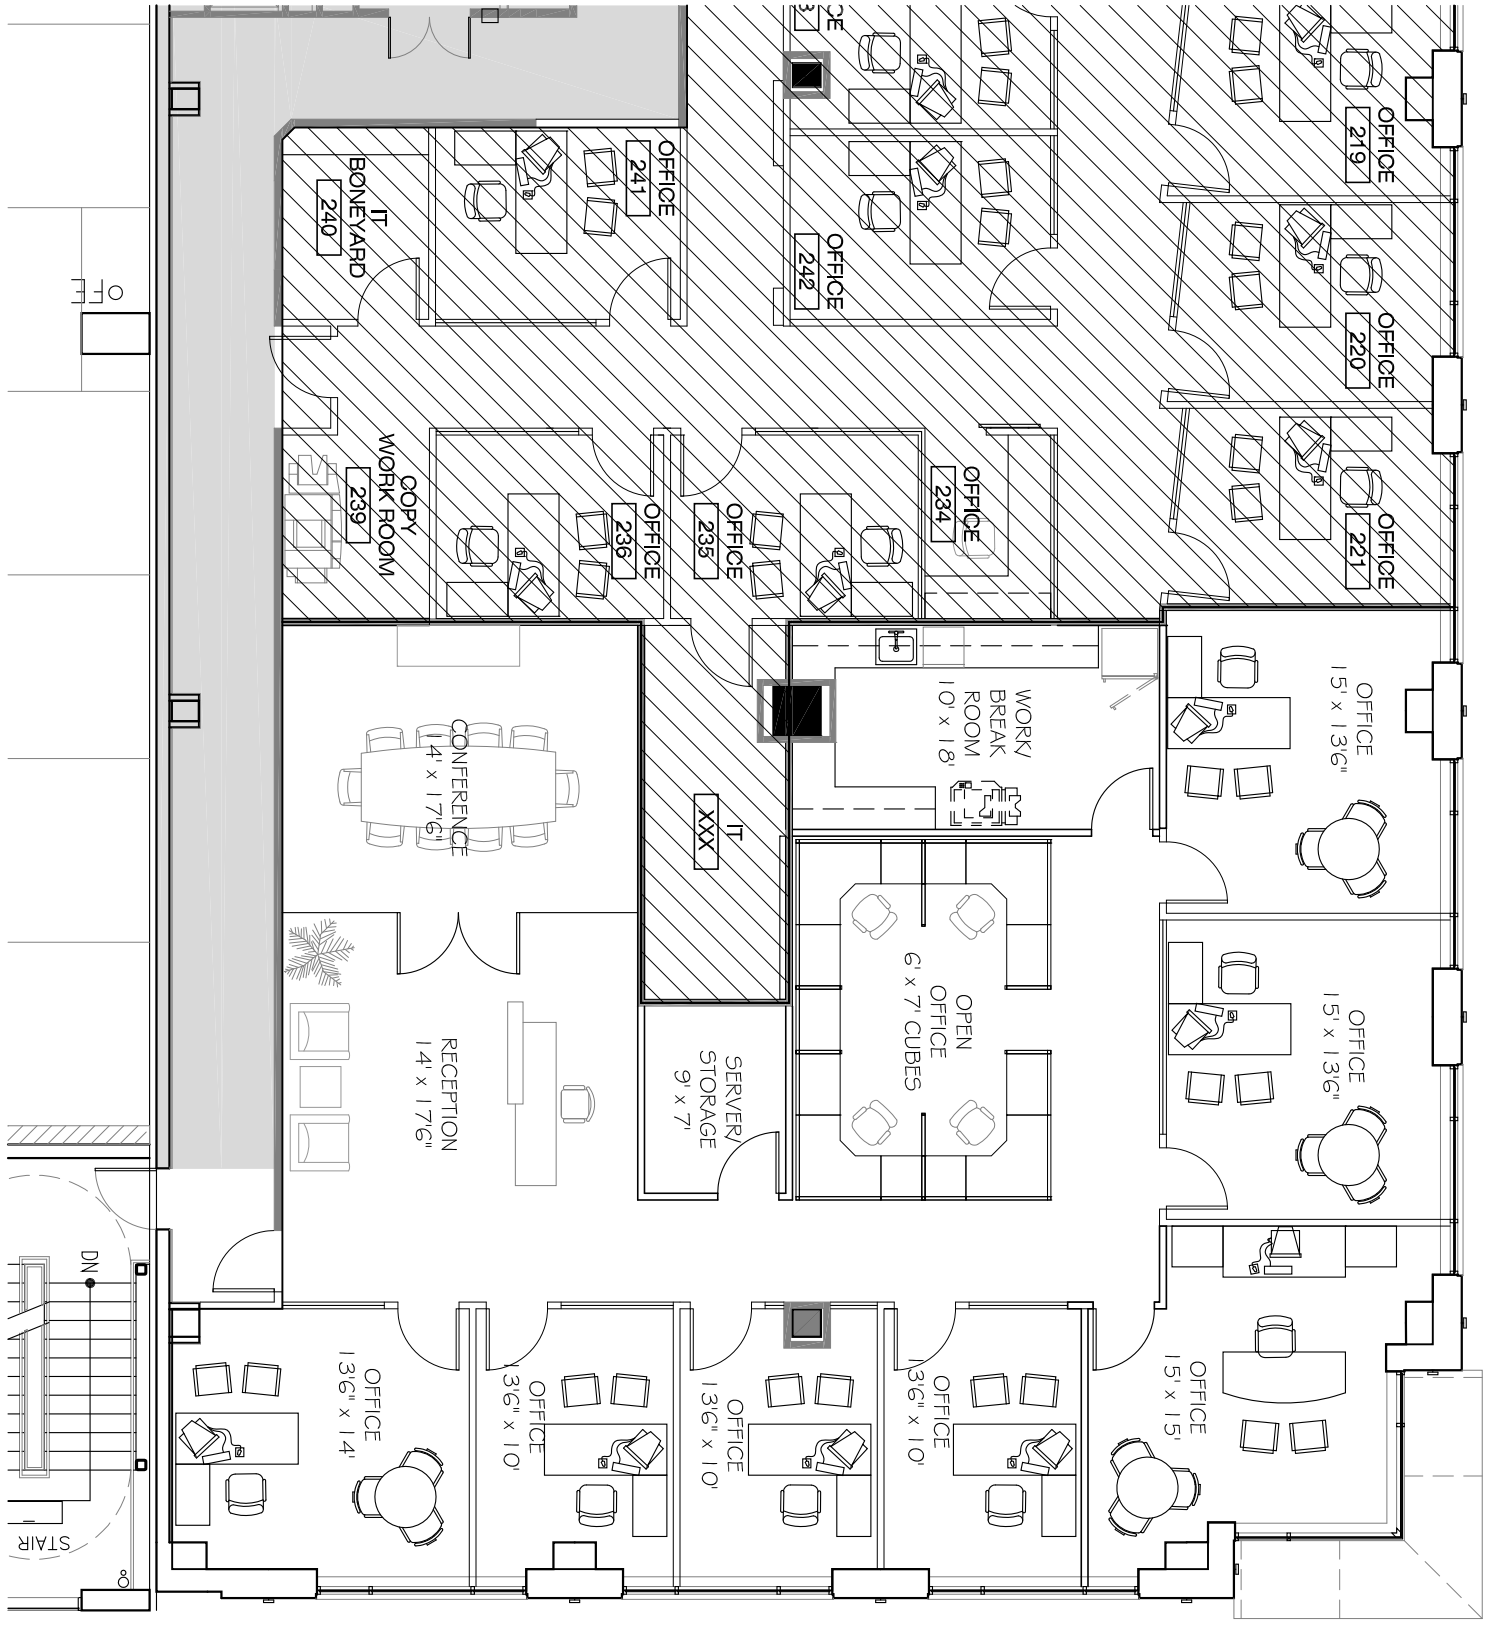 3
CE
OFFICE
219
OFFICE
241
IT
BONEYARD
240
OFFICE
242
OFFICE
220
OFF
COPY
WORK ROOM
239
OFFICE
236
OFFICE
235
OFFICE
234
OFFICE
221
CONFERENCE
14' x 17'6"
IT
XXX
WORK/
BREAK
ROOM
10' x 18'
OFFICE
15' x 13'6"
RECEPTION
14' x 17'6"
SERVER/
STORAGE
9' x 7'
OPEN
OFFICE
6' x 7' CUBES
OFFICE
15' x 13'6"
DN
STAIR
OFFICE
13'6" x 14'
OFFICE
13'6" x 10'
OFFICE
13'6" x 10'
OFFICE
13'6" x 10'
OFFICE
15' x 15'